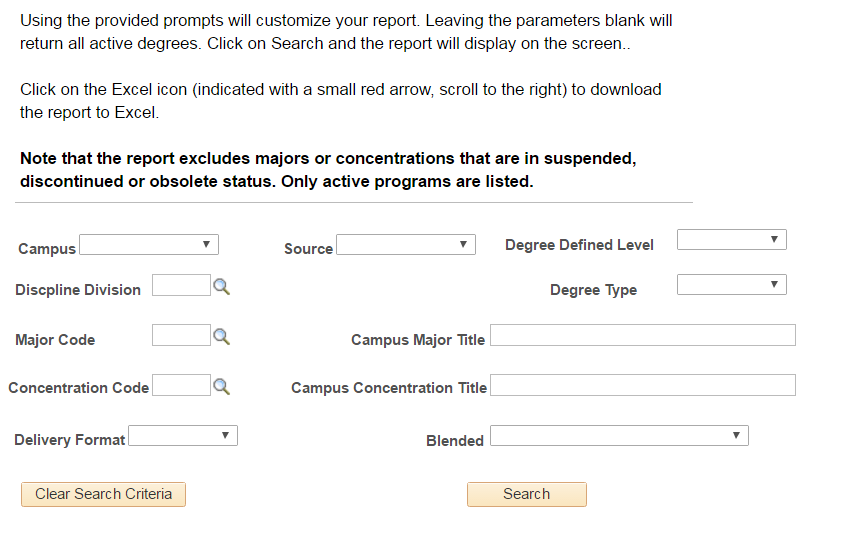 Using the provided prompts will customize your report. Leaving the parameters blank will
return all active degrees. Click on Search and the report will display on the screen..
Click on the Excel icon (indicated with a small red arrow, scroll to the right) to download
the report to Excel.
Note that the report excludes majors or concentrations that are in suspended,
discontinued or obsolete status. Only active programs are listed.
Campus Source Degree Defined Level
Discpline Division Degree Type
Major Code Campus Major Title
Concentration Code Campus Concentration Title
Delivery Format Blended
Clear Search Criteria Search